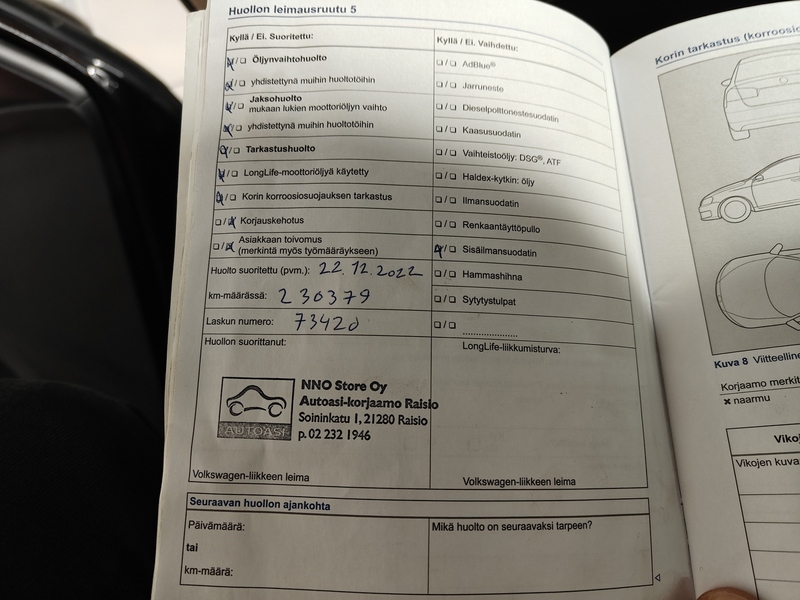 Huollon leimausruutu 5
Kyllä / Ei. Suoritettu:
Öljynvaihtohuolto
yhdistettynä muihin huoltotöihin
Jaksohuolto
mukaan lukien moottoriöljyn vaihto
yhdistettynä muihin huoltotöihin
Tarkastushuolto
LongLife-moottoriöljyä käytetty
Korin korroosiosuojauksen tarkastus
Korjauskehotus
Asiakkaan toivomus
(merkintä myös työmääräykseen)
Huolto suoritettu (pvm.): 22.12.2022
km-määrässä: 230379
Laskun numero: 73420
Huollon suorittanut:
NNO Store Oy
Autoasi-korjaamo Raisio
Soininkatu 1, 21280 Raisio
p. 02 232 1946
AUTOASI
Volkswagen-liikkeen leima
Kyllä / Ei. Vaihdettu:
AdBlue®
Jarruneste
Dieselpolttonestesuodatin
Kaasusuodatin
Vaihteistoöljy: DSG®, ATF
Haldex-kytkin: öljy
Ilmansuodatin
Renkaantäyttöpullo
Sisäilmansuodatin
Hammashihna
Sytytystulpat
LongLife-liikkumisturva:
Volkswagen-liikkeen leima
Seuraavan huollon ajankohta
Päivämäärä:
tai
km-määrä:
Mikä huolto on seuraavaksi tarpeen?
Korin tarkastus (korroosio
Kuva 8 Viitteelline
Korjaamo merkit
× naarmu
Viko
Vikojen kuva